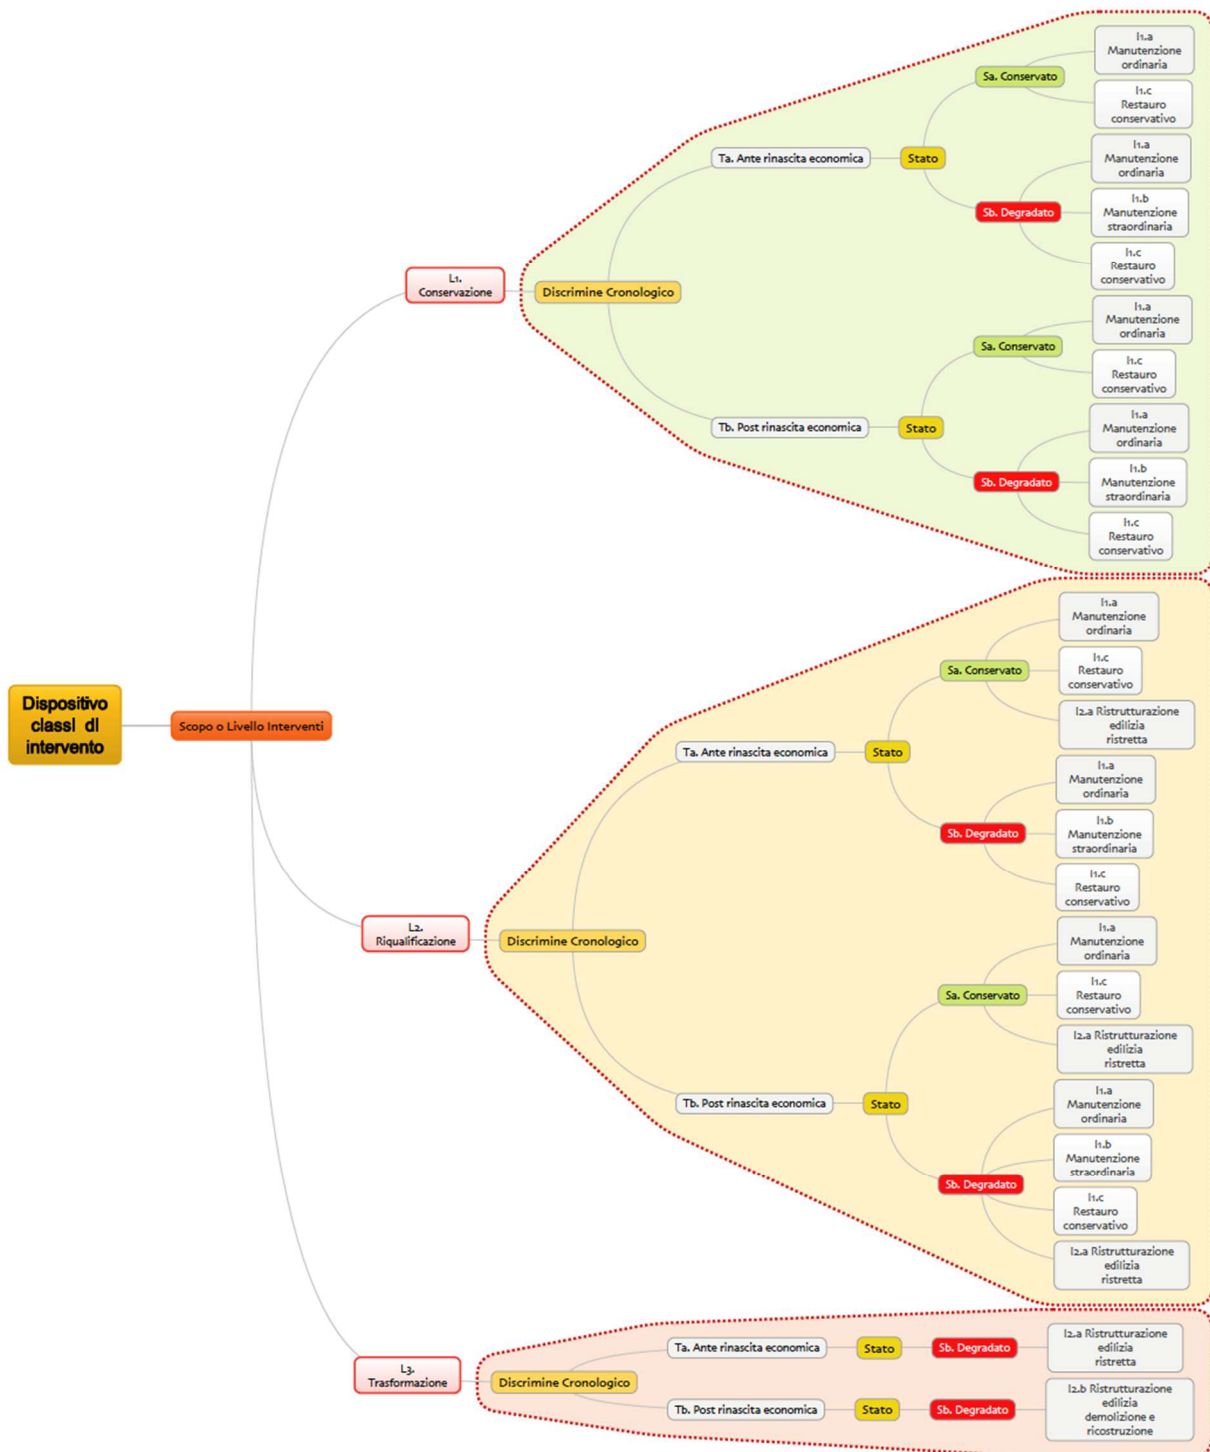 Dispositivo
classi di
intervento
Scopo o Livello Interventi
L1.
Conservazione
Discrimine Cronologico
Ta. Ante rinascita economica
Stato
Sa. Conservato
I1.a
Manutenzione
ordinaria
I1.c
Restauro
conservativo
Sb. Degradato
I1.a
Manutenzione
ordinaria
I1.b
Manutenzione
straordinaria
I1.c
Restauro
conservativo
Tb. Post rinascita economica
Stato
Sa. Conservato
I1.a
Manutenzione
ordinaria
I1.c
Restauro
conservativo
Sb. Degradato
I1.a
Manutenzione
ordinaria
I1.b
Manutenzione
straordinaria
I1.c
Restauro
conservativo
L2.
Riqualificazione
Discrimine Cronologico
Ta. Ante rinascita economica
Stato
Sa. Conservato
I1.a
Manutenzione
ordinaria
I1.c
Restauro
conservativo
I2.a Ristrutturazione
edilizia
ristretta
Sb. Degradato
I1.a
Manutenzione
ordinaria
I1.b
Manutenzione
straordinaria
I1.c
Restauro
conservativo
Tb. Post rinascita economica
Stato
Sa. Conservato
I1.a
Manutenzione
ordinaria
I1.c
Restauro
conservativo
I2.a Ristrutturazione
edilizia
ristretta
Sb. Degradato
I1.a
Manutenzione
ordinaria
I1.b
Manutenzione
straordinaria
I1.c
Restauro
conservativo
I2.a Ristrutturazione
edilizia
ristretta
L3.
Trasformazione
Discrimine Cronologico
Ta. Ante rinascita economica
Stato
Sb. Degradato
I2.a Ristrutturazione
edilizia
ristretta
Tb. Post rinascita economica
Stato
Sb. Degradato
I2.b Ristrutturazione
edilizia
demolizione e
ricostruzione